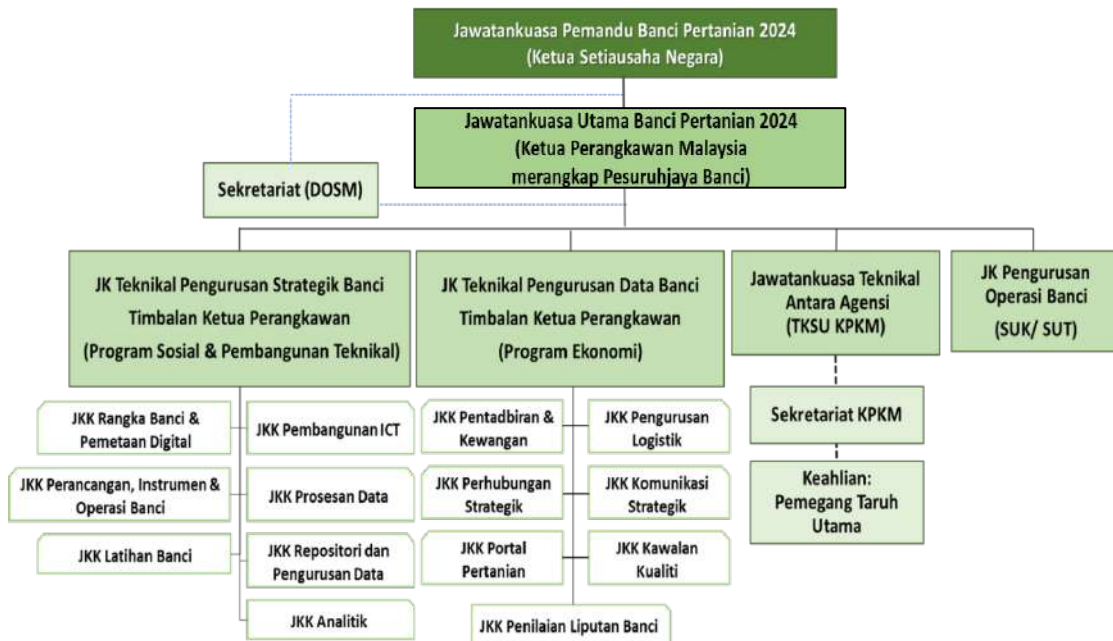 Jawatankuasa Pemandu Banci Pertanian 2024
(Ketua Setiausaha Negara)
Jawatankuasa Utama Banci Pertanian 2024
(Ketua Perangkawan Malaysia
merangkap Pesuruhjaya Banci)
Sekretariat (DOSM)
JK Teknikal Pengurusan Strategik Banci
Timbalan Ketua Perangkawan
(Program Sosial & Pembangunan Teknikal)
JK Teknikal Pengurusan Data Banci
Timbalan Ketua Perangkawan
(Program Ekonomi)
Jawatankuasa Teknikal
Antara Agensi
(TKSU KPKM)
JK Pengurusan
Operasi Banci
(SUK/ SUT)
JKK Rangka Banci &
Pemetaan Digital
JKK Pembangunan ICT
JKK Perancangan, Instrumen &
Operasi Banci
JKK Prosesan Data
JKK Latihan Banci
JKK Repositori dan
Pengurusan Data
JKK Analitik
JKK Pentadbiran &
Kewangan
JKK Pengurusan
Logistik
JKK Perhubungan
Strategik
JKK Komunikasi
Strategik
JKK Portal
Pertanian
JKK Kawalan
Kualiti
JKK Penilaian Liputan Banci
Sekretariat KPKM
Keahlian:
Pemegang Taruh
Utama